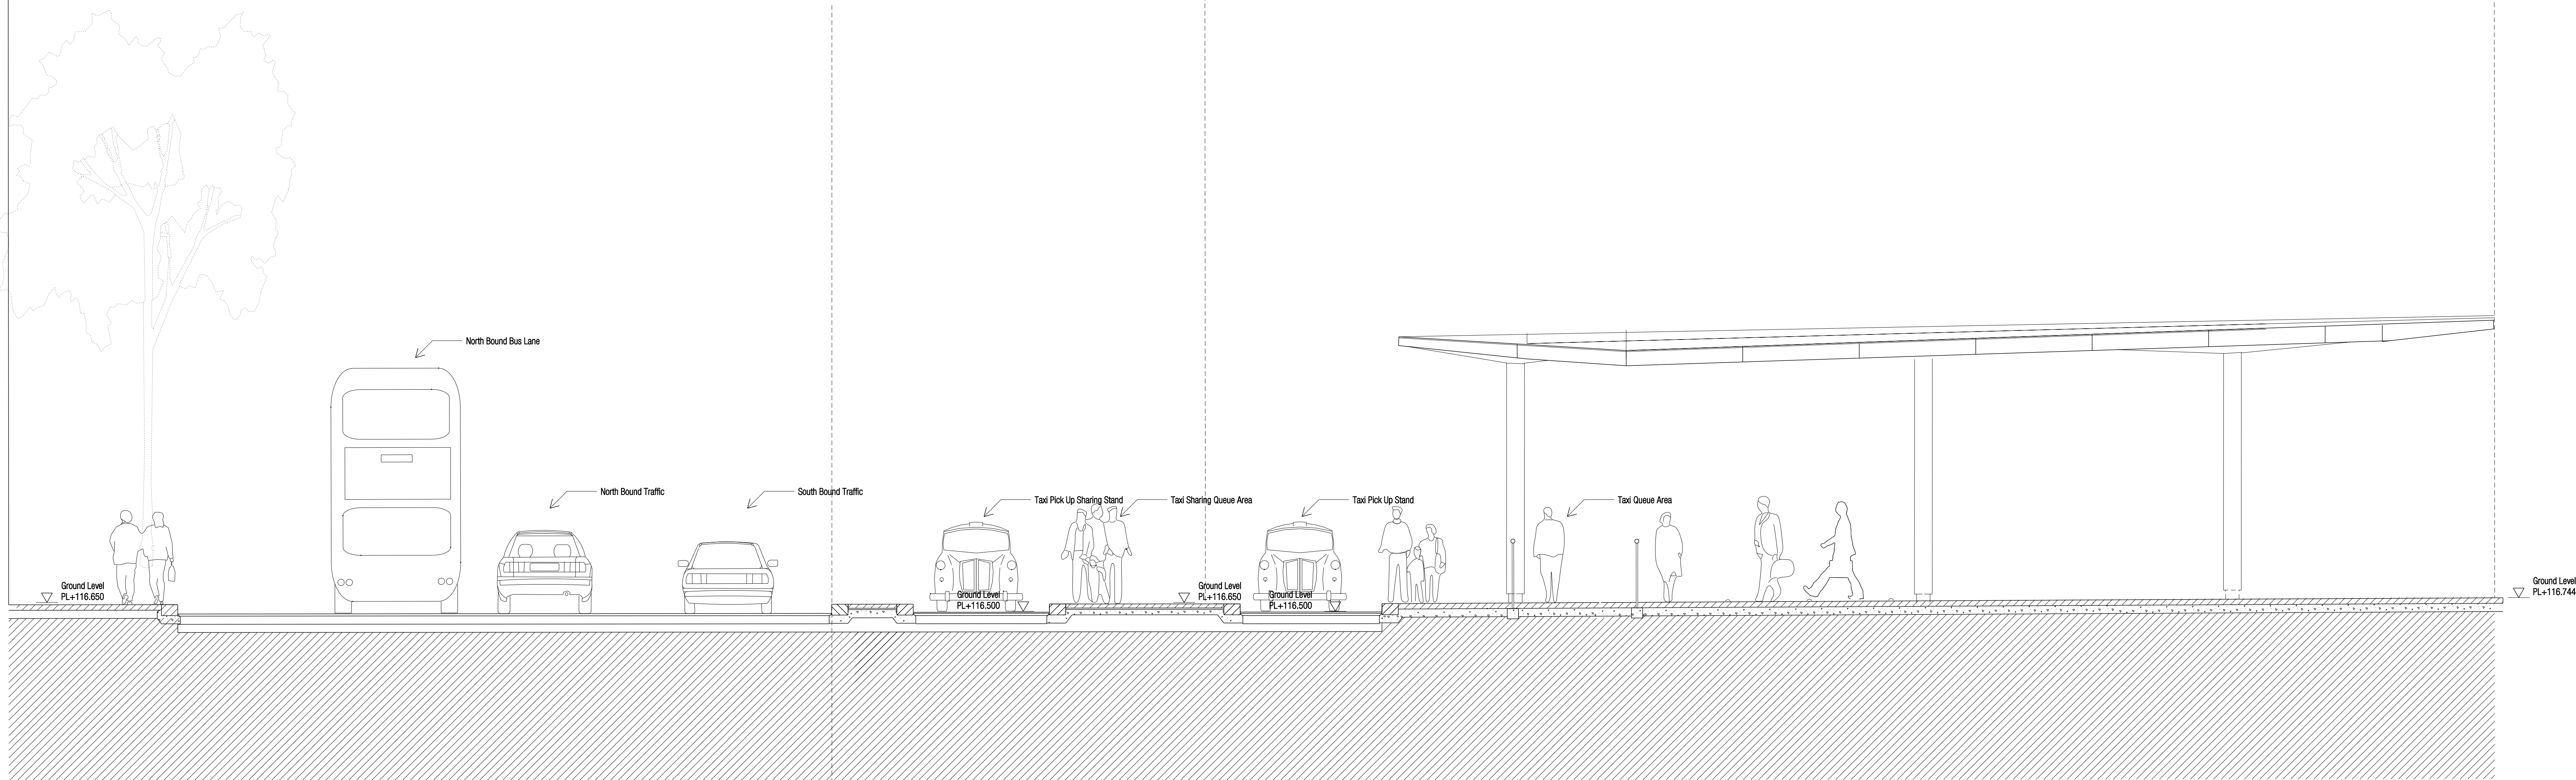 North Bound Bus Lane
North Bound Traffic
South Bound Traffic
Taxi Pick Up Sharing Stand
Taxi Sharing Queue Area
Taxi Pick Up Stand
Taxi Queue Area
Ground Level
PL+116.650
Ground Level
PL+116.500
Ground Level
PL+116.650
Ground Level
PL+116.500
Ground Level
PL+116.744